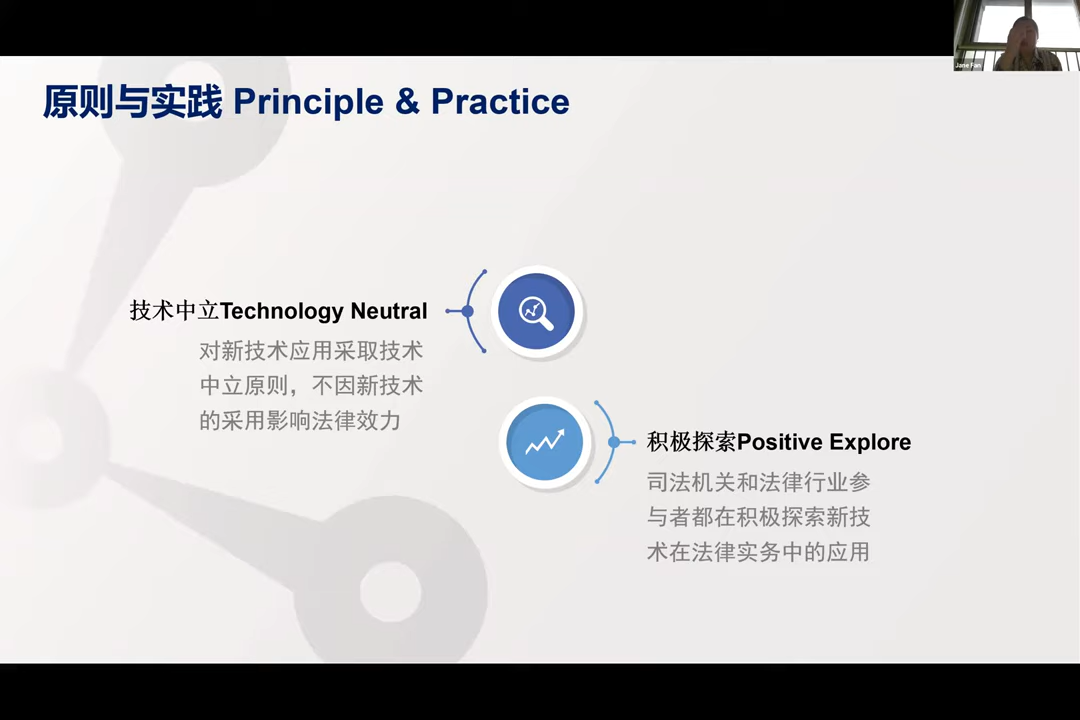 原则与实践 Principle & Practice
技术中立Technology Neutral
对新技术应用采取技术
中立原则，不因新技术
的采用影响法律效力
积极探索Positive Explore
司法机关和法律行业参
与者都在积极探索新技
术在法律实务中的应用
Jane Fan